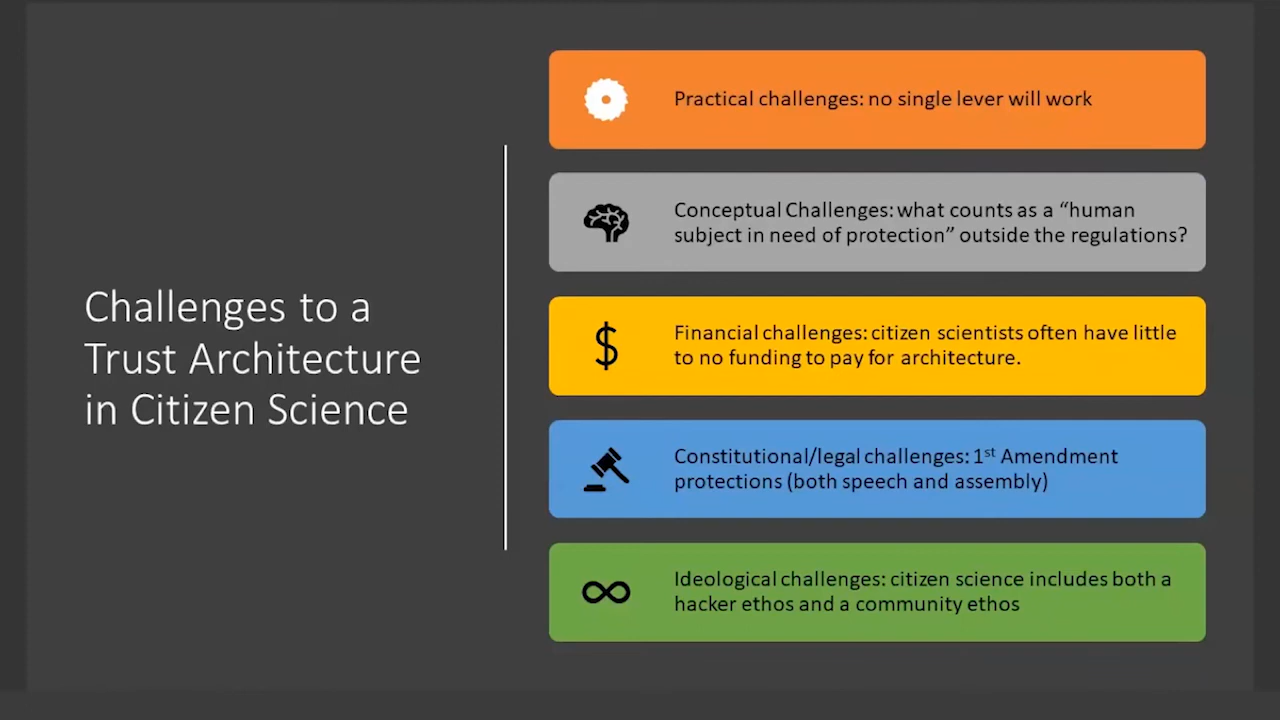 Challenges to a
Trust Architecture
in Citizen Science
Practical challenges: no single lever will work
Conceptual Challenges: what counts as a “human
subject in need of protection” outside the regulations?
Financial challenges: citizen scientists often have little
to no funding to pay for architecture.
Constitutional/legal challenges: 1st Amendment
protections (both speech and assembly)
Ideological challenges: citizen science includes both a
hacker ethos and a community ethos